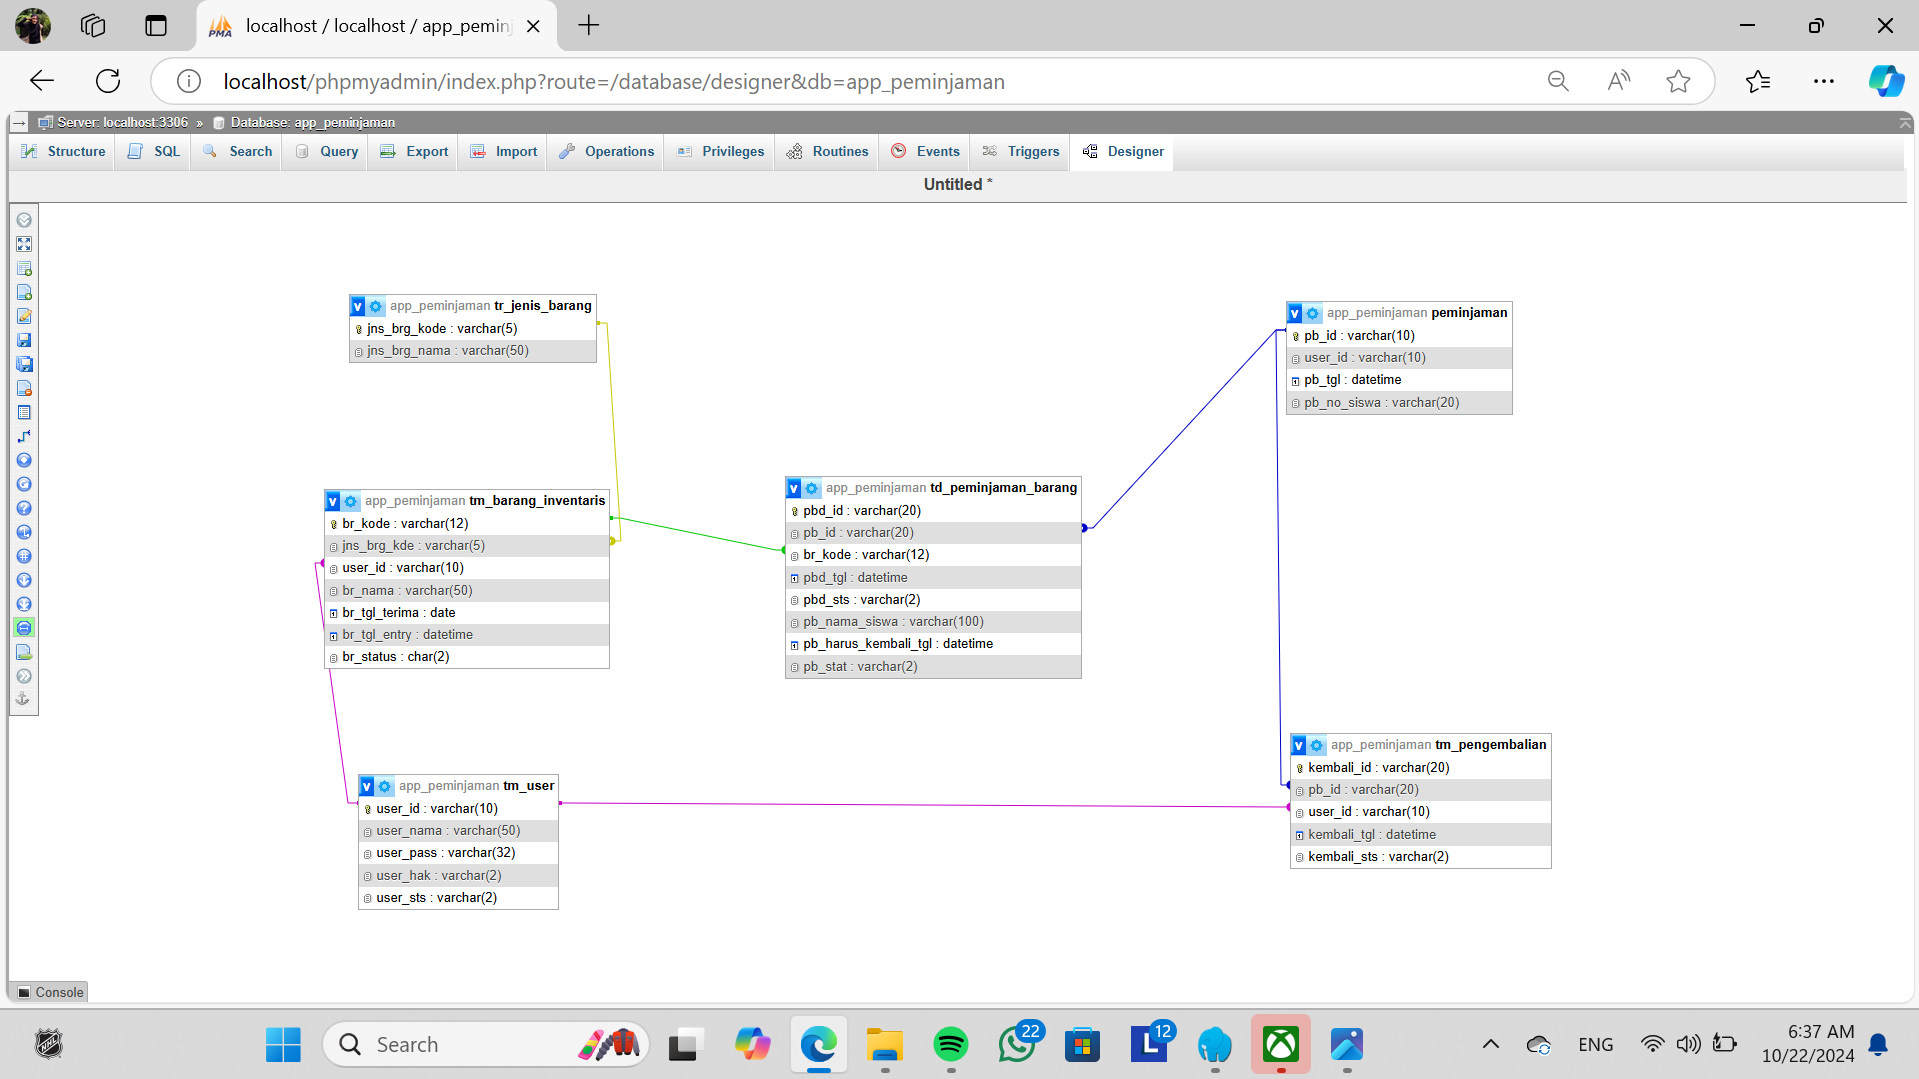 localhost / localhost / app_pemin
localhost/phpmyadmin/index.php?route=/database/designer&db=app_peminjaman
Server: localhost:3306 » Database: app_peminjaman
Structure SQL Search Query Export Import Operations Privileges Routines Events Triggers Designer
Untitled *
app_peminjaman tr_jenis_barang
jns_brg_kode : varchar(5)
jns_brg_nama : varchar(50)
app_peminjaman peminjaman
pb_id : varchar(10)
user_id : varchar(10)
pb_tgl : datetime
pb_no_siswa : varchar(20)
app_peminjaman tm_barang_inventaris
br_kode : varchar(12)
jns_brg_kde : varchar(5)
user_id : varchar(10)
br_nama : varchar(50)
br_tgl_terima : date
br_tgl_entry : datetime
br_status : char(2)
app_peminjaman td_peminjaman_barang
pbd_id : varchar(20)
pb_id : varchar(20)
br_kode : varchar(12)
pbd_tgl : datetime
pbd_sts : varchar(2)
pb_nama_siswa : varchar(100)
pb_harus_kembali_tgl : datetime
pb_stat : varchar(2)
app_peminjaman tm_user
user_id : varchar(10)
user_nama : varchar(50)
user_pass : varchar(32)
user_hak : varchar(2)
user_sts : varchar(2)
app_peminjaman tm_pengembalian
kembali_id : varchar(20)
pb_id : varchar(20)
user_id : varchar(10)
kembali_tgl : datetime
kembali_sts : varchar(2)
Console
Search
22
12
ENG
6:37 AM
10/22/2024